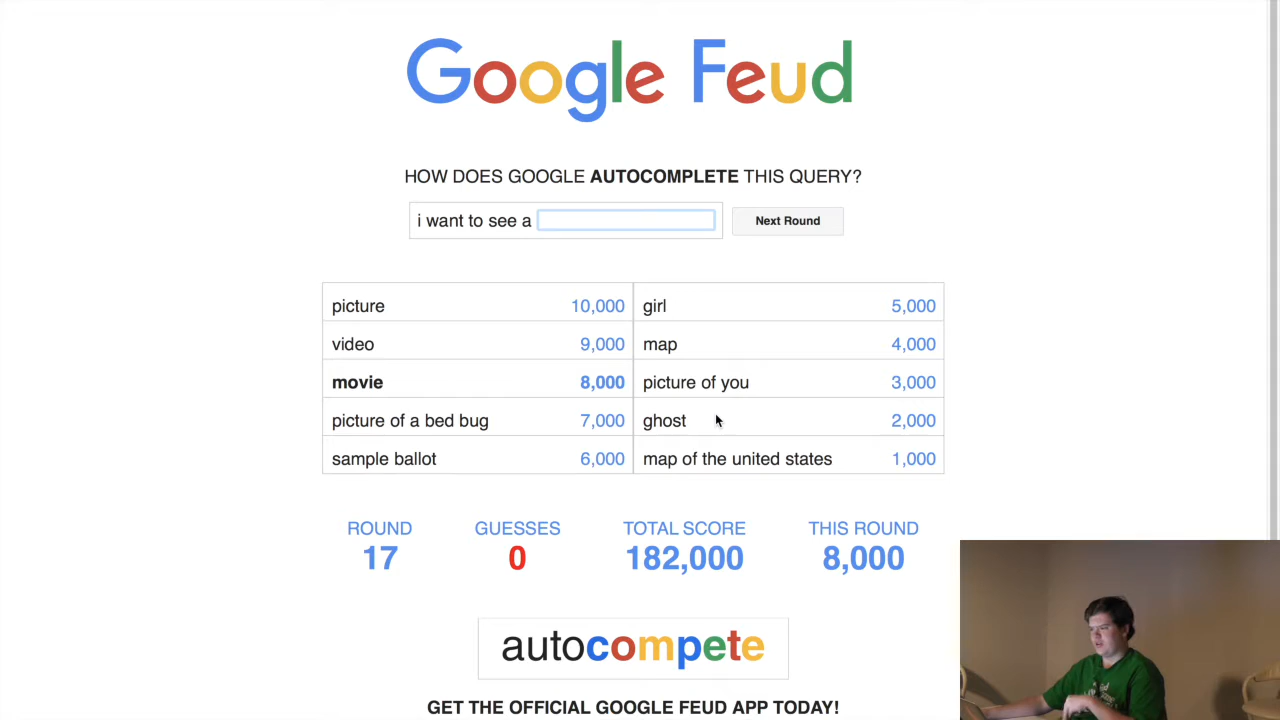 Google Feud
HOW DOES GOOGLE AUTOCOMPLETE THIS QUERY?
i want to see a
Next Round
picture 10,000 girl 5,000
video 9,000 map 4,000
movie 8,000 picture of you 3,000
picture of a bed bug 7,000 ghost 2,000
sample ballot 6,000 map of the united states 1,000
ROUND GUESSES TOTAL SCORE THIS ROUND
17 0 182,000 8,000
autocompete
GET THE OFFICIAL GOOGLE FEUD APP TODAY!